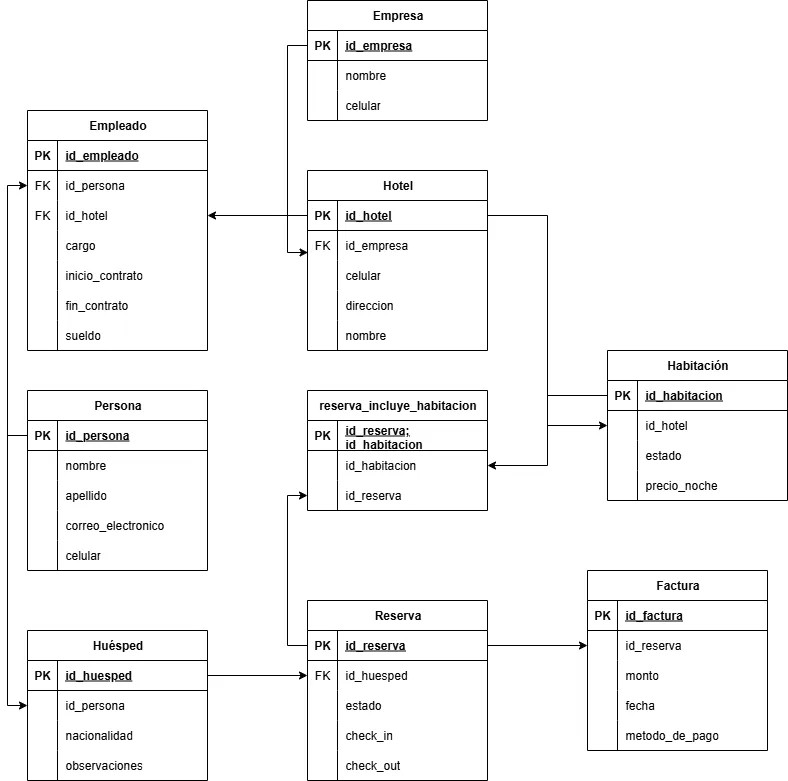 Empresa
PK id_empresa
nombre
celular
Empleado
PK id_empleado
FK id_persona
FK id_hotel
cargo
inicio_contrato
fin_contrato
sueldo
Hotel
PK id_hotel
FK id_empresa
celular
direccion
nombre
Habitación
PK id_habitacion
id_hotel
estado
precio_noche
Persona
PK id_persona
nombre
apellido
correo_electronico
celular
reserva_incluye_habitacion
PK id_reserva;
id_habitacion
id_habitacion
id_reserva
Factura
PK id_factura
id_reserva
monto
fecha
metodo_de_pago
Huésped
PK id_huesped
id_persona
nacionalidad
observaciones
Reserva
PK id_reserva
FK id_huesped
estado
check_in
check_out